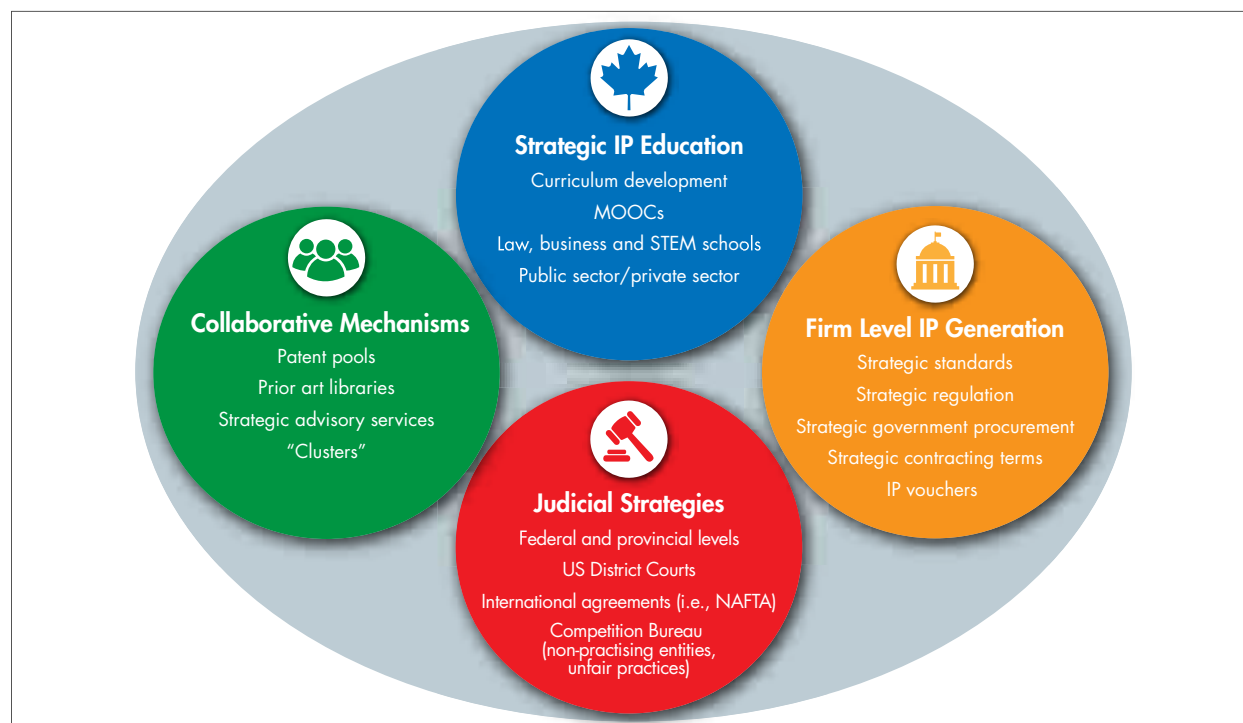 Strategic IP Education
Curriculum development
MOOCs
Law, business and STEM schools
Public sector/private sector
Collaborative Mechanisms
Patent pools
Prior art libraries
Strategic advisory services
“Clusters”
Firm Level IP Generation
Strategic standards
Strategic regulation
Strategic government procurement
Strategic contracting terms
IP vouchers
Judicial Strategies
Federal and provincial levels
US District Courts
International agreements (i.e., NAFTA)
Competition Bureau
(non-practising entities,
unfair practices)